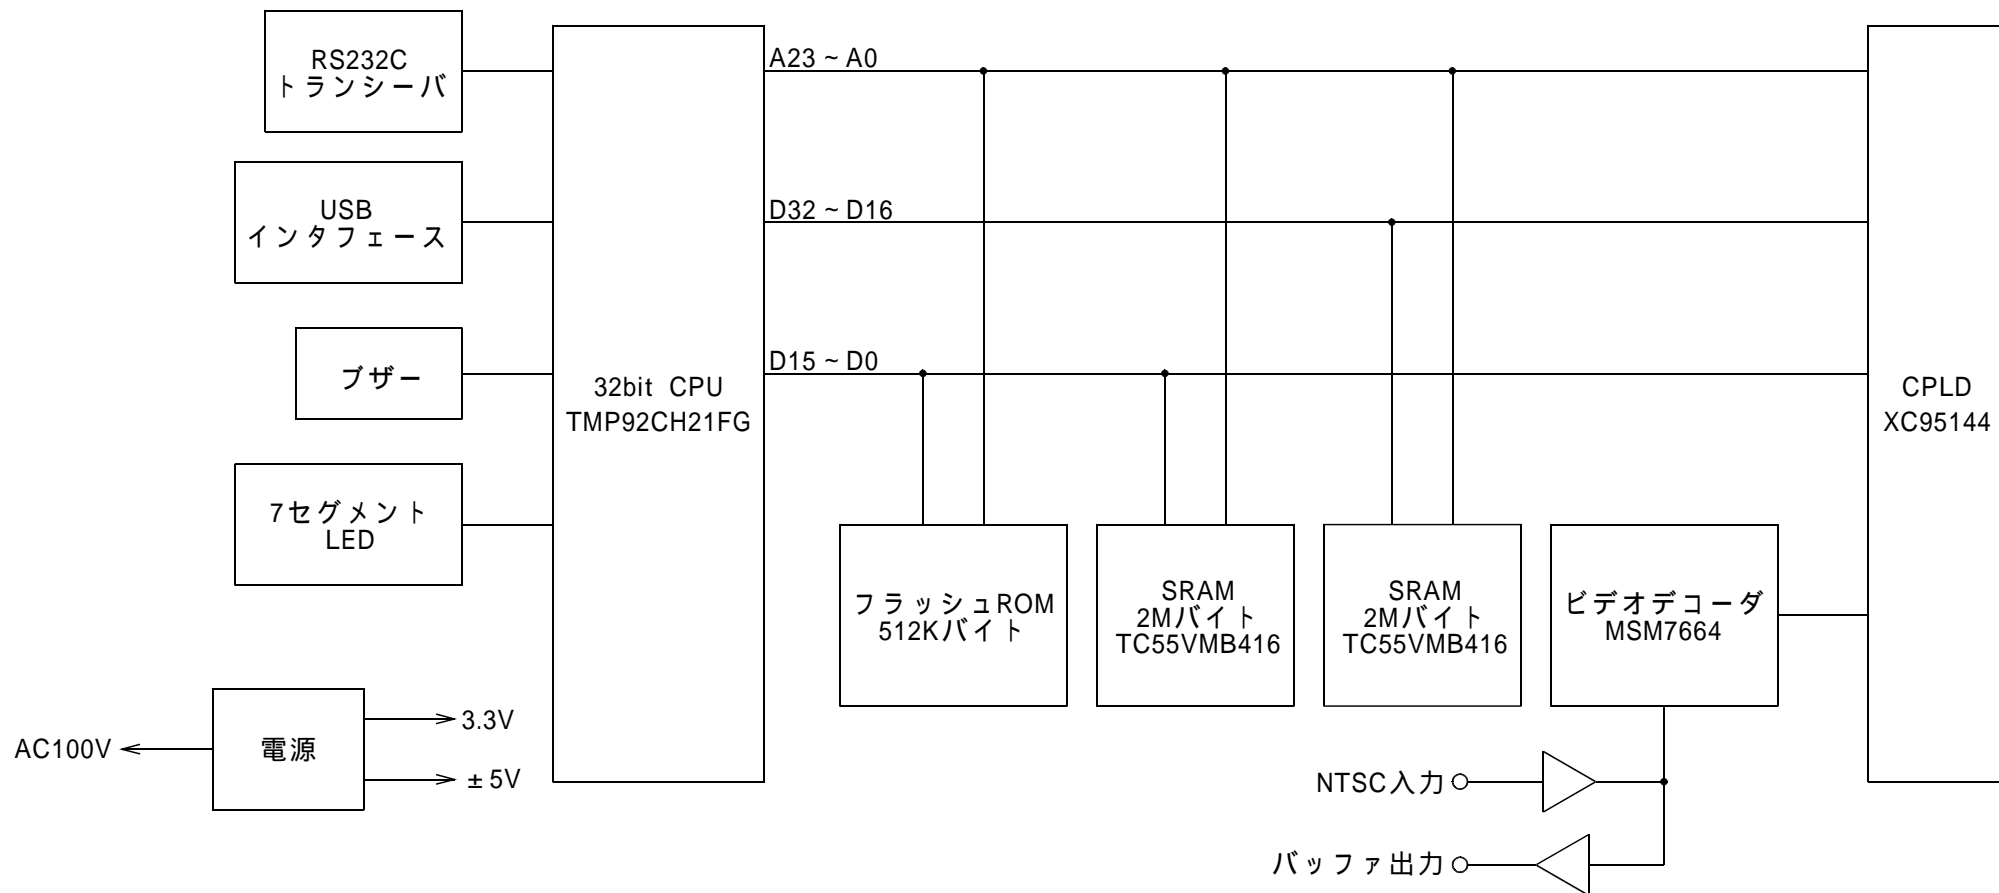 RS232C
トランシーバ
USB
インタフェース
ブザー
7セグメント
LED
32bit CPU
TMP92CH21FG
A23 ~ A0
D32 ~ D16
D15 ~ D0
CPLD
XC95144
フラッシュROM
512Kバイト
SRAM
2Mバイト
TC55VMB416
SRAM
2Mバイト
TC55VMB416
ビデオデコーダ
MSM7664
AC100V
電源
3.3V
±5V
NTSC入力
バッファ出力